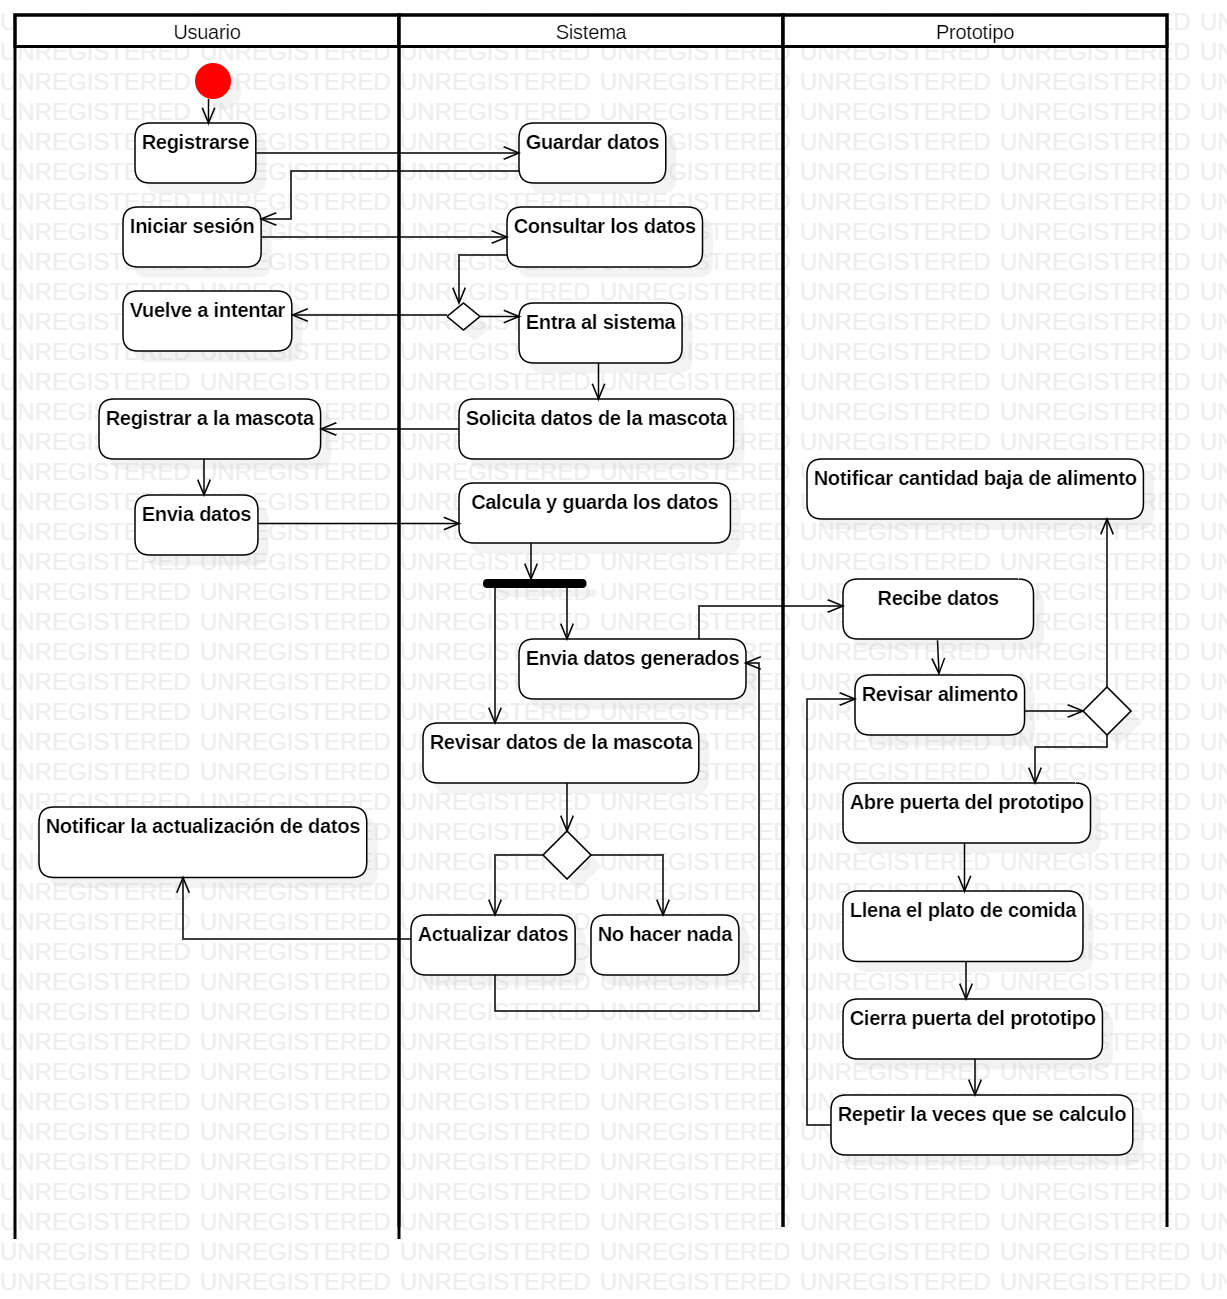 Usuario
Sistema
Prototipo
Registrarse
Guardar datos
Iniciar sesión
Consultar los datos
Vuelve a intentar
Entra al sistema
Registrar a la mascota
Solicita datos de la mascota
Notificar cantidad baja de alimento
Envia datos
Calcula y guarda los datos
Recibe datos
Envia datos generados
Revisar alimento
Revisar datos de la mascota
Abre puerta del prototipo
Notificar la actualización de datos
Llena el plato de comida
Actualizar datos
No hacer nada
Cierra puerta del prototipo
Repetir la veces que se calculo
UNREGISTERED